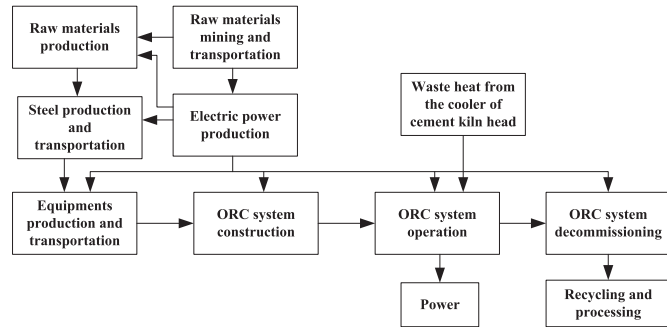 Raw materials
production
Raw materials
mining and
transportation
Steel production
and
transportation
Electric power
production
Waste heat from
the cooler of
cement kiln head
Equipments
production and
transportation
ORC system
construction
ORC system
operation
ORC system
decommissioning
Power
Recycling and
processing